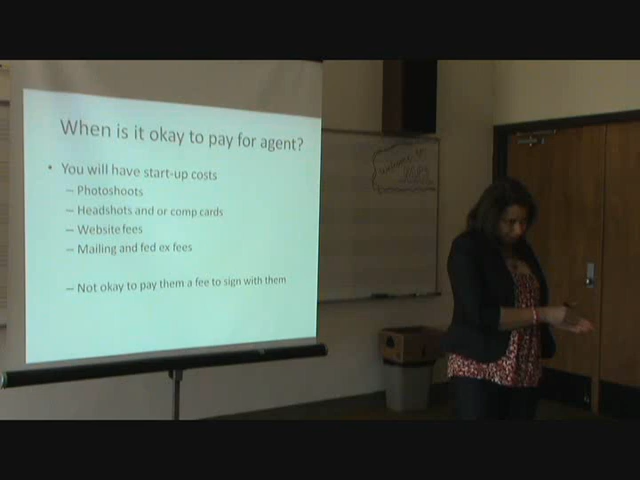 When is it okay to pay for agent?
• You will have start-up costs
– Photoshoots
– Headshots and or comp cards
– Website fees
– Mailing and fed ex fees
– Not okay to pay them a fee to sign with them